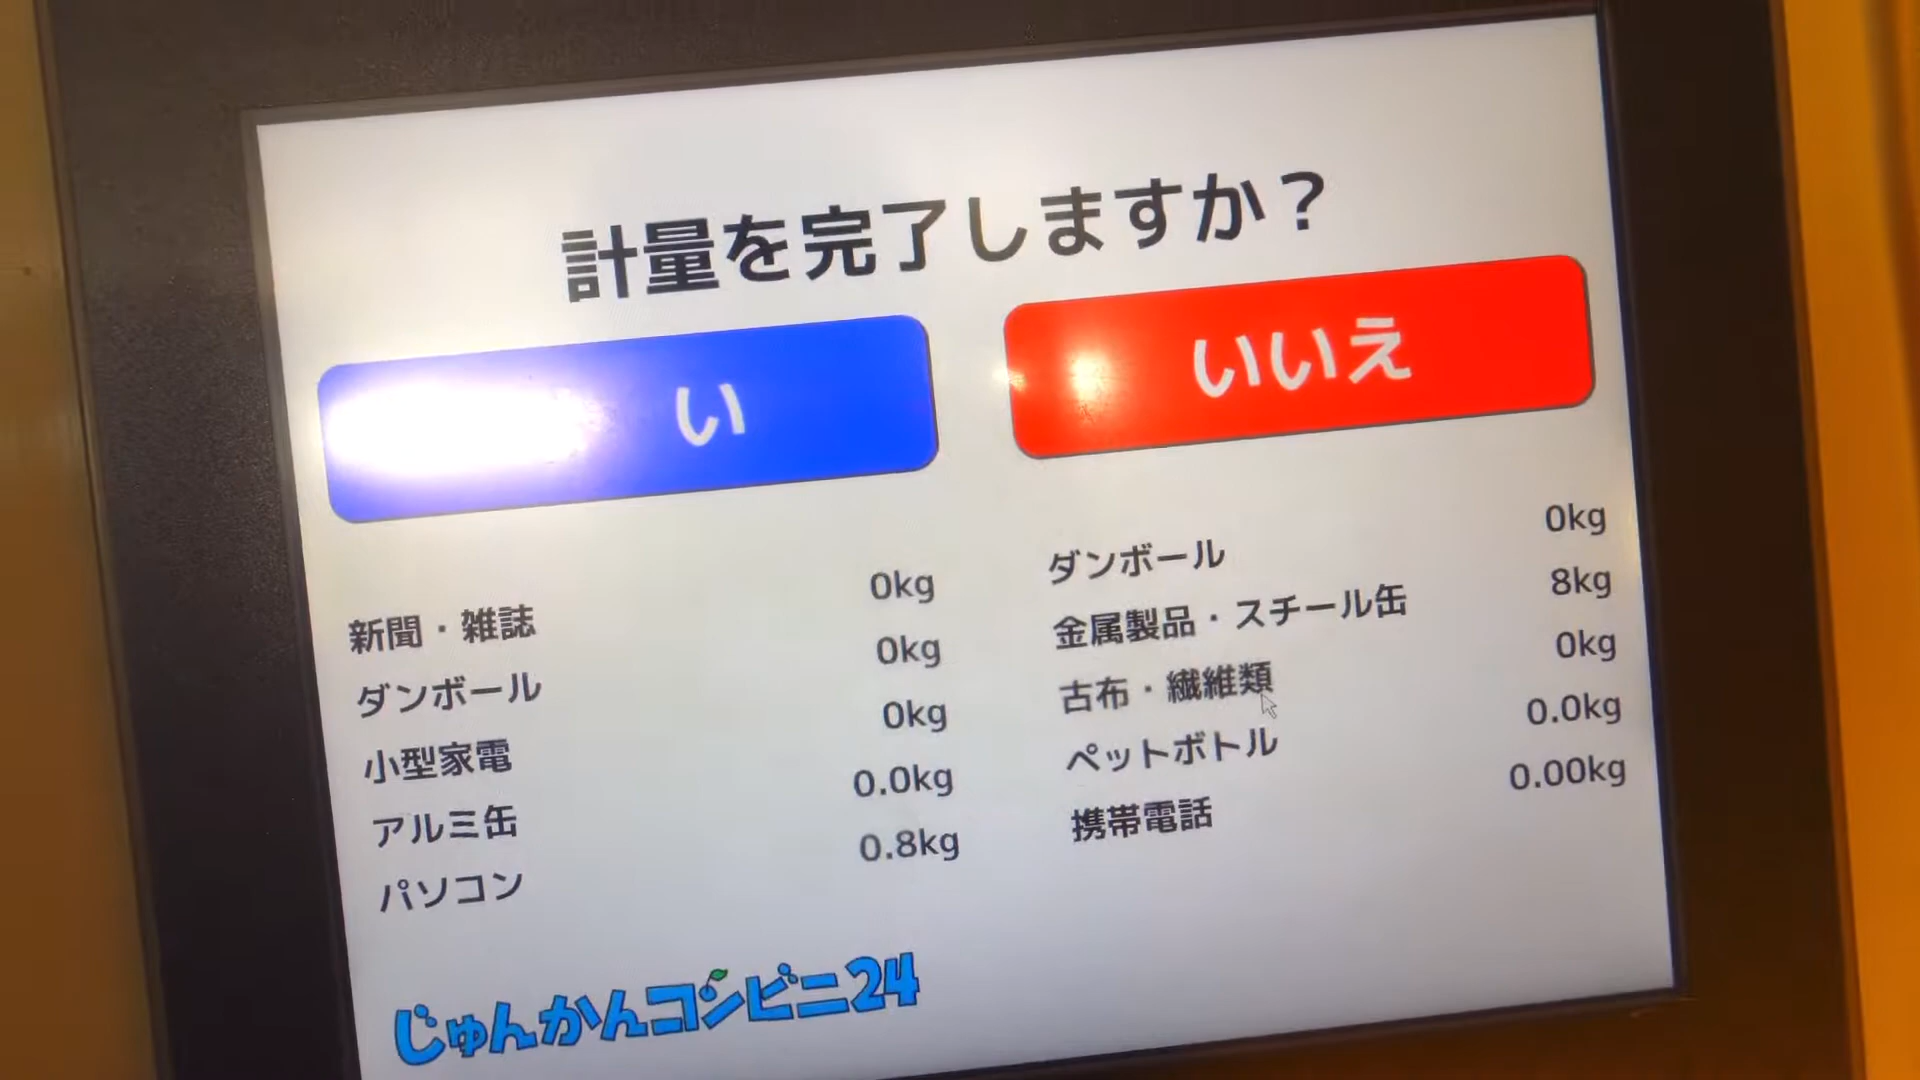 計量を完了しますか？
い
いいえ
新聞・雑誌 0kg
ダンボール 0kg
小型家電 0kg
アルミ缶 0.0kg
パソコン 0.8kg
ダンボール 0kg
金属製品・スチール缶 8kg
古布・繊維類 0kg
ペットボトル 0.0kg
携帯電話 0.00kg
じゅんかんコンビニ24